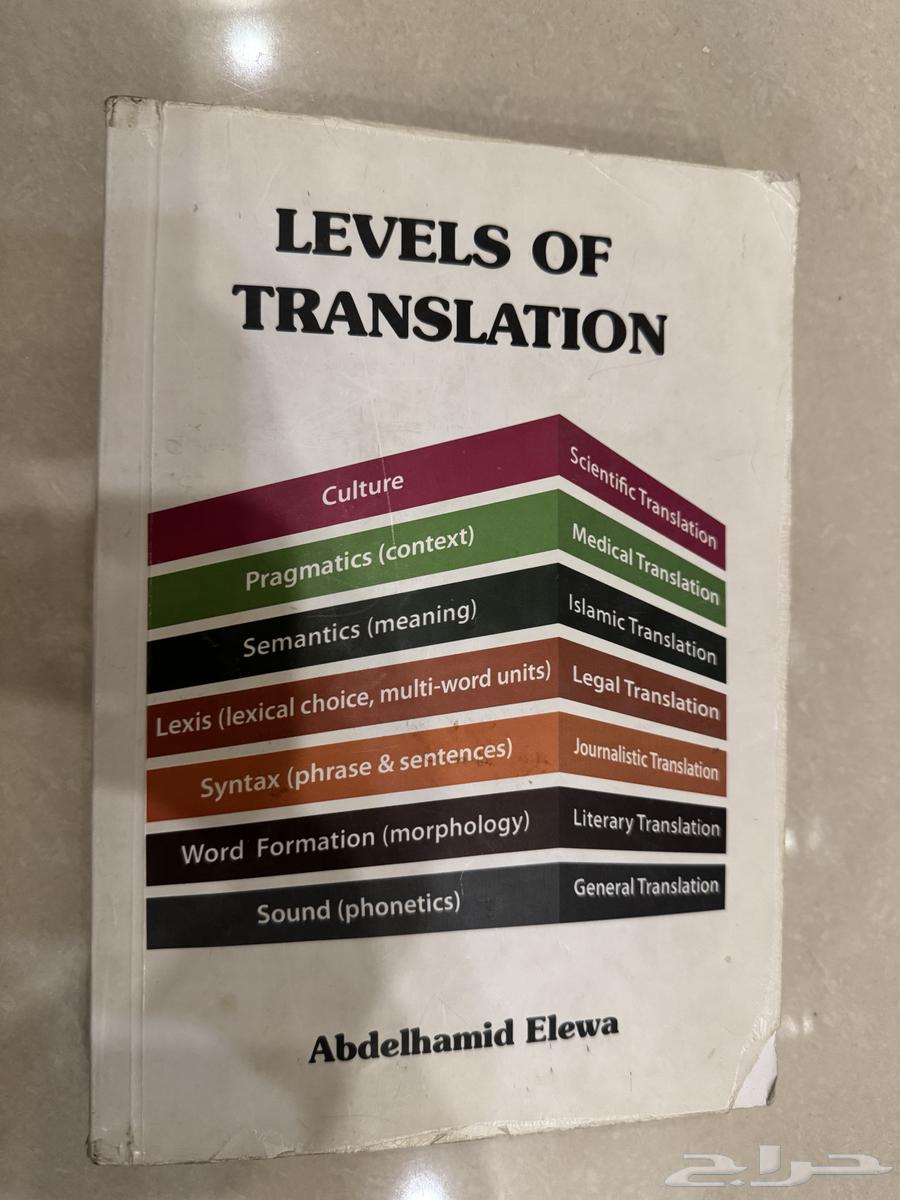 LEVELS OF
TRANSLATION
Culture
Scientific Translation
Pragmatics (context)
Medical Translation
Semantics (meaning)
Islamic Translation
Lexis (lexical choice, multi-word units)
Legal Translation
Syntax (phrase & sentences)
Journalistic Translation
Word Formation (morphology)
Literary Translation
Sound (phonetics)
General Translation
Abdelhamid Elewa
حراج